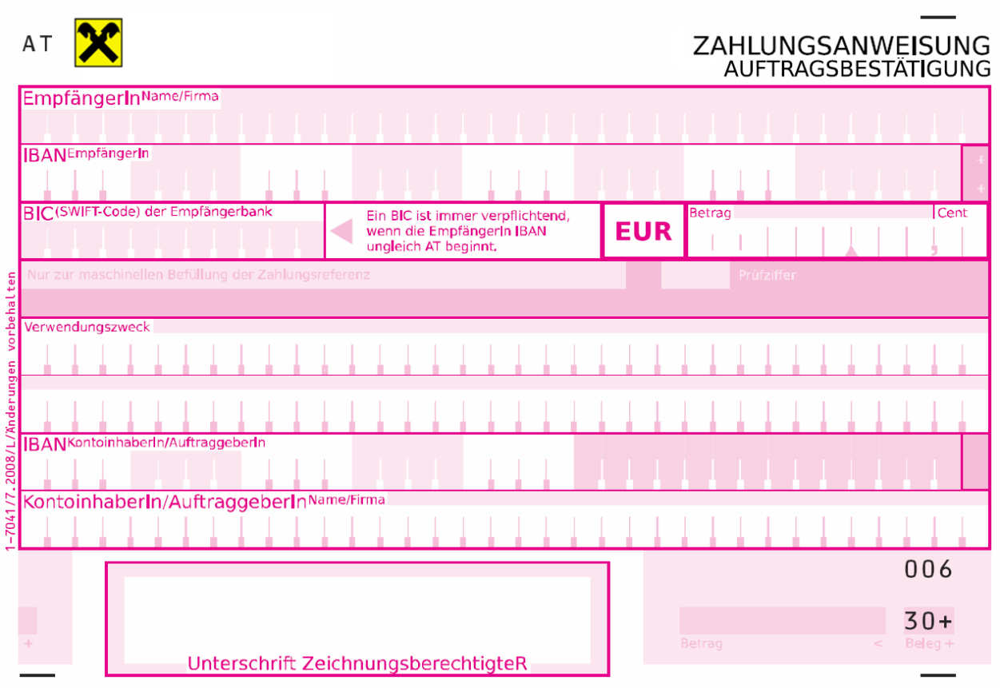 AT
ZAHLUNGSANWEISUNG
AUFTRAGSBESTÄTIGUNG
EmpfängerIn Name/Firma
IBAN EmpfängerIn
+
+
BIC (SWIFT-Code) der Empfängerbank
Ein BIC ist immer verpflichtend,
wenn die EmpfängerIn IBAN
ungleich AT beginnt.
EUR
Betrag
Cent
,
Nur zur maschinellen Befüllung der Zahlungsreferenz
Prüfziffer
Verwendungszweck
IBAN KontoinhaberIn/AuftraggeberIn
KontoinhaberIn/AuftraggeberIn Name/Firma
1-7041/7.2008/L/Änderungen vorbehalten
006
30+
+
Betrag < Beleg +
Unterschrift ZeichnungsberechtigteR